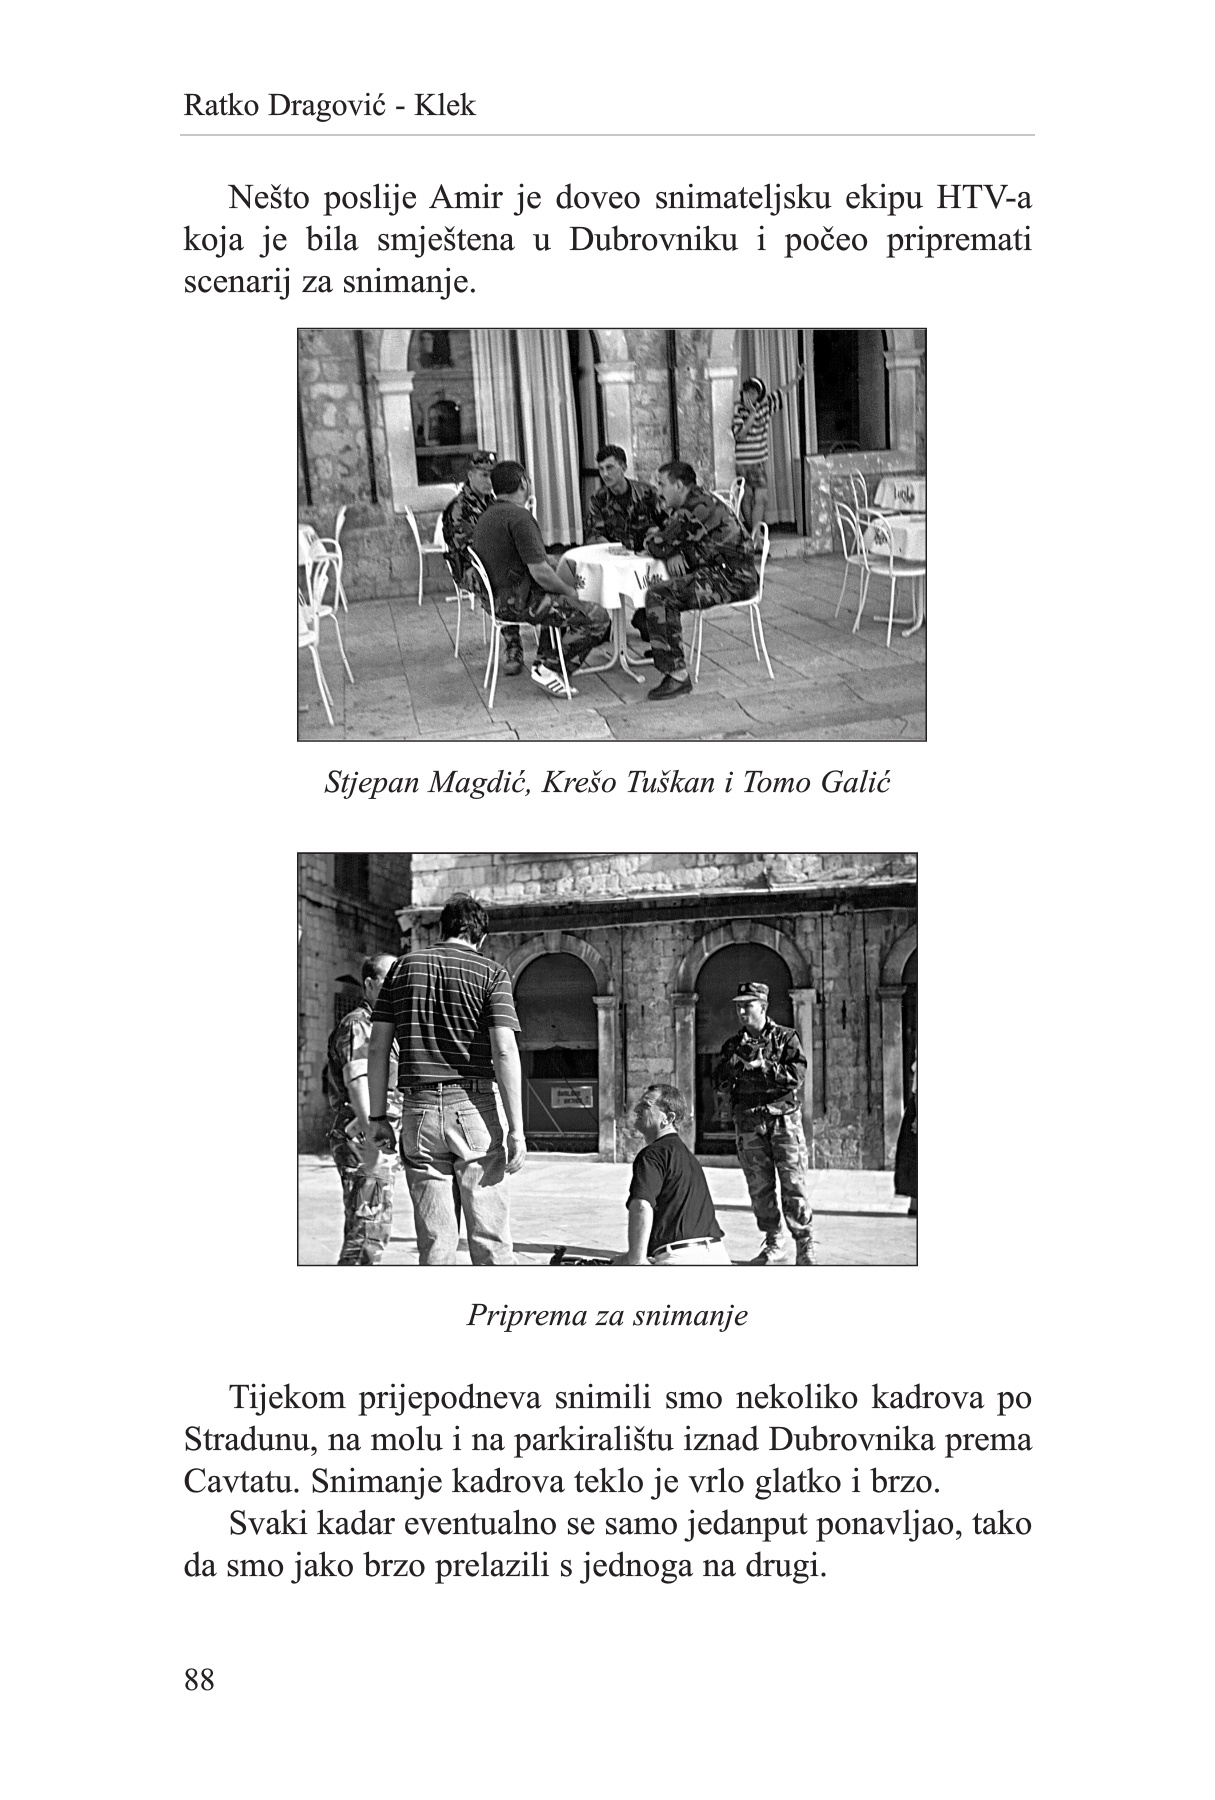 Ratko Dragović - Klek
Nešto poslije Amir je doveo snimateljsku ekipu HTV-a
koja je bila smještena u Dubrovniku i počeo pripremati
scenarij za snimanje.
Stjepan Magdić, Krešo Tuškan i Tomo Galić
Priprema za snimanje
Tijekom prijepodneva snimili smo nekoliko kadrova po
Stradunu, na molu i na parkiralištu iznad Dubrovnika prema
Cavtatu. Snimanje kadrova teklo je vrlo glatko i brzo.
Svaki kadar eventualno se samo jedanput ponavljao, tako
da smo jako brzo prelazili s jednoga na drugi.
88